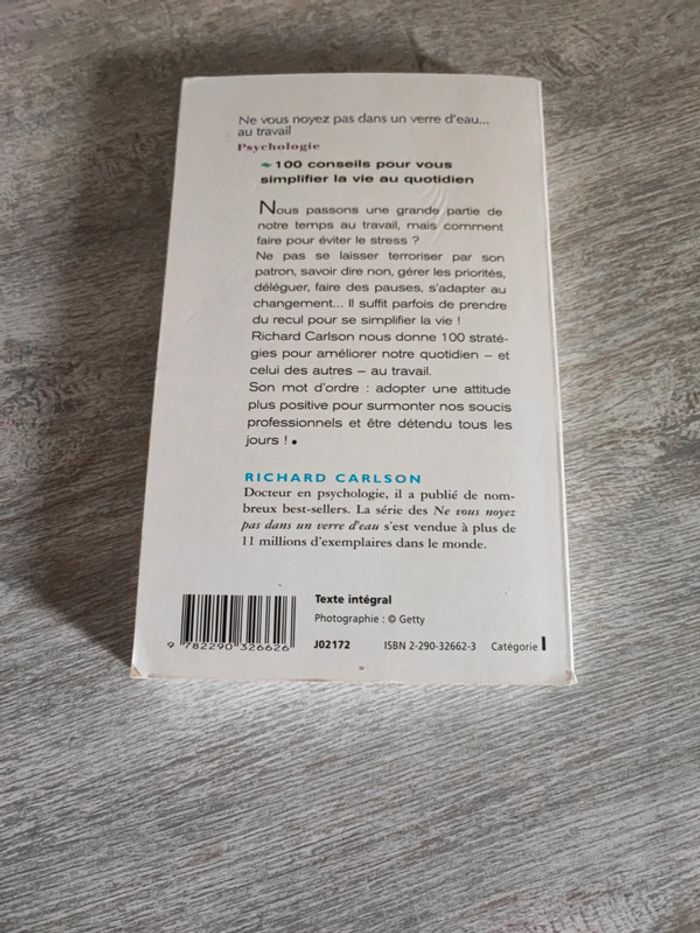 Ne vous noyez pas dans un verre d'eau...
au travail
Psychologie
100 conseils pour vous
simplifier la vie au quotidien
Nous passons une grande partie de
notre temps au travail, mais comment
faire pour éviter le stress ?
Ne pas se laisser terroriser par son
patron, savoir dire non, gérer les priorités,
déléguer, faire des pauses, s'adapter au
changement... Il suffit parfois de prendre
du recul pour se simplifier la vie !
Richard Carlson nous donne 100 straté-
gies pour améliorer notre quotidien – et
celui des autres – au travail.
Son mot d'ordre : adopter une attitude
plus positive pour surmonter nos soucis
professionnels et être détendu tous les
jours ! •
RICHARD CARLSON
Docteur en psychologie, il a publié de nom-
breux best-sellers. La série des Ne vous noyez
pas dans un verre d'eau s'est vendue à plus de
11 millions d'exemplaires dans le monde.
Texte intégral
Photographie : © Getty
9 782290 326626
J02172 ISBN 2-290-32662-3 Catégorie I